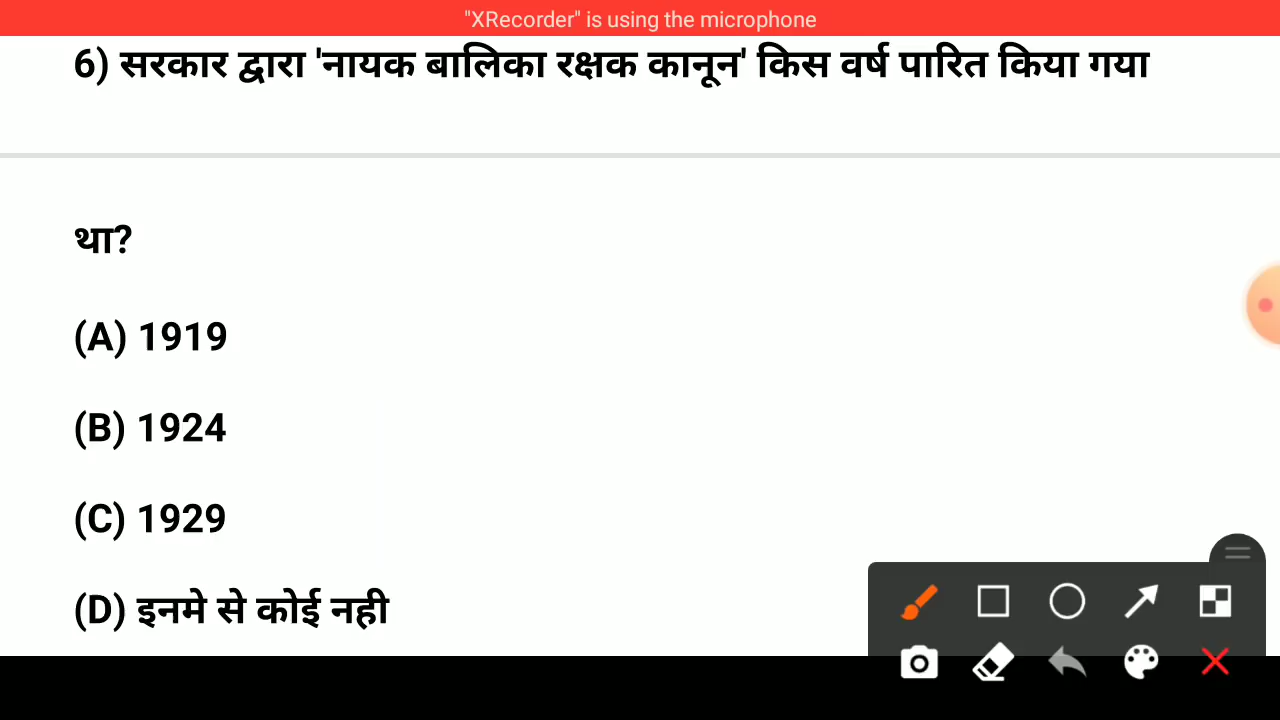 "XRecorder" is using the microphone
6) सरकार द्वारा 'नायक बालिका रक्षक कानून' किस वर्ष पारित किया गया
था?
(A) 1919
(B) 1924
(C) 1929
(D) इनमे से कोई नही